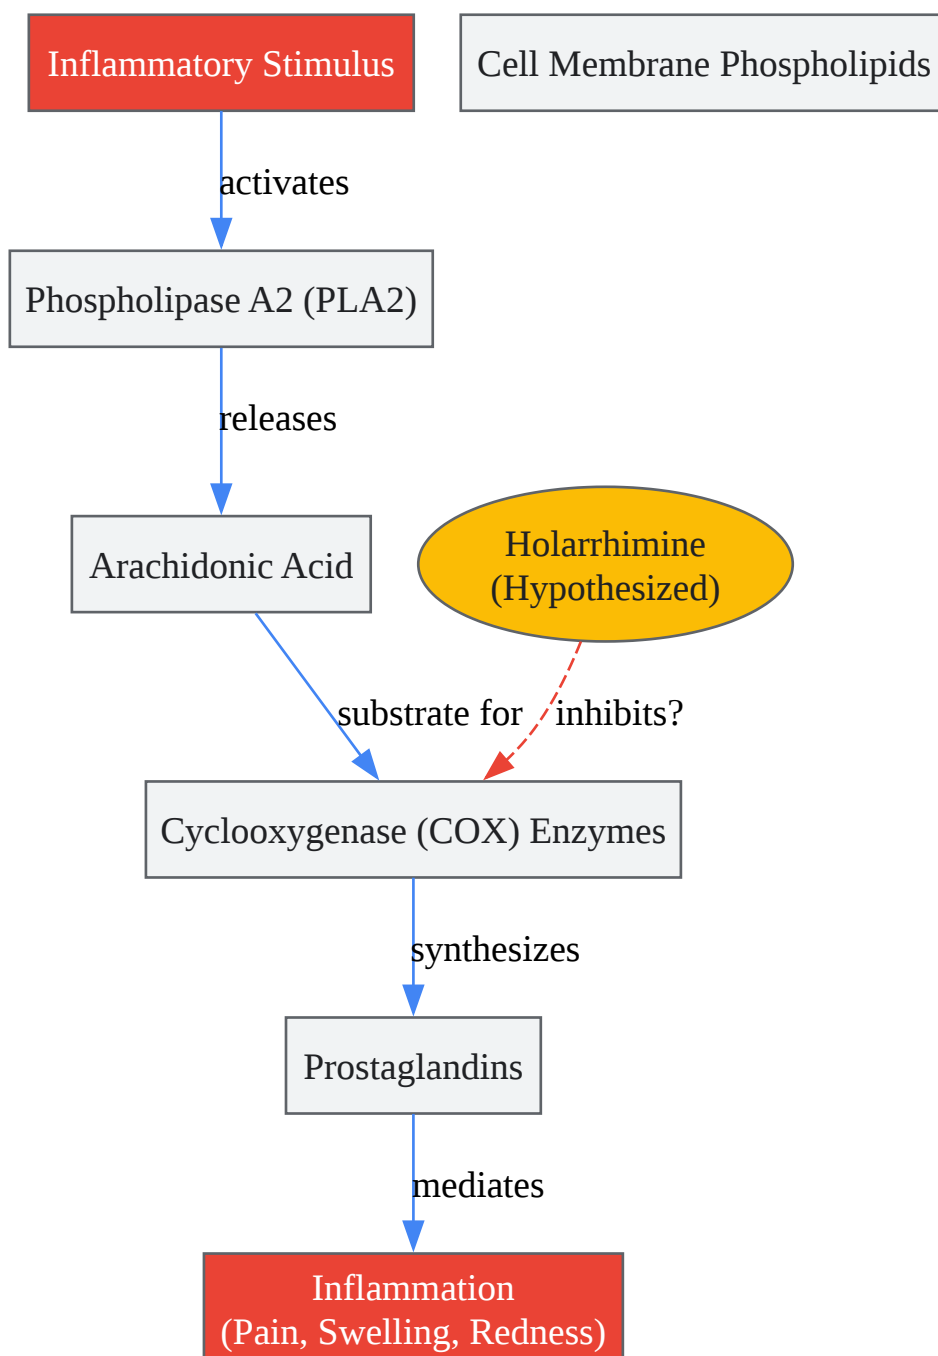 Inflammatory Stimulus
Cell Membrane Phospholipids
activates
Phospholipase A2 (PLA2)
releases
Arachidonic Acid
Holarrhimine
(Hypothesized)
substrate for
inhibits?
Cyclooxygenase (COX) Enzymes
synthesizes
Prostaglandins
mediates
Inflammation
(Pain, Swelling, Redness)